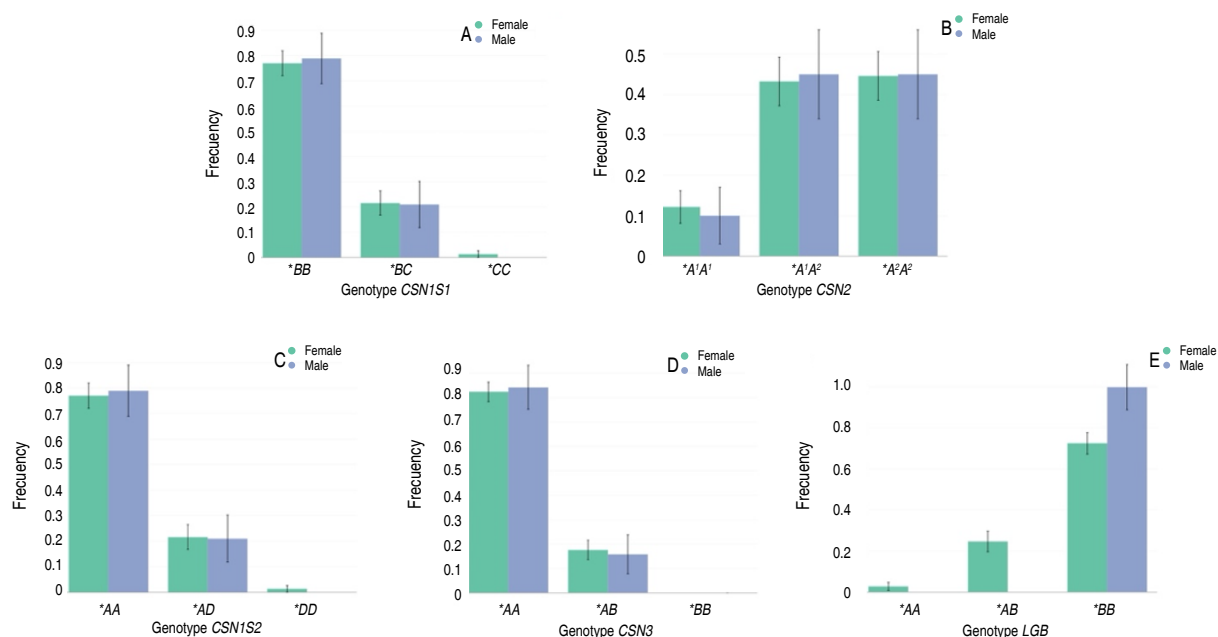 A
Female
Male
Frecuency
0.9
0.8
0.7
0.6
0.5
0.4
0.3
0.2
0.1
0
*BB
*BC
*CC
Genotype CSN1S1
B
Female
Male
Frecuency
0.5
0.4
0.3
0.2
0.1
0
*A¹A¹
*A¹A²
*A²A²
Genotype CSN2
C
Female
Male
Frecuency
0.9
0.8
0.7
0.6
0.5
0.4
0.3
0.2
0.1
0
*AA
*AD
*DD
Genotype CSN1S2
D
Female
Male
Frecuency
0.9
0.8
0.7
0.6
0.5
0.4
0.3
0.2
0.1
0
*AA
*AB
*BB
Genotype CSN3
E
Female
Male
Frecuency
1.0
0.8
0.6
0.4
0.2
0
*AA
*AB
*BB
Genotype LGB